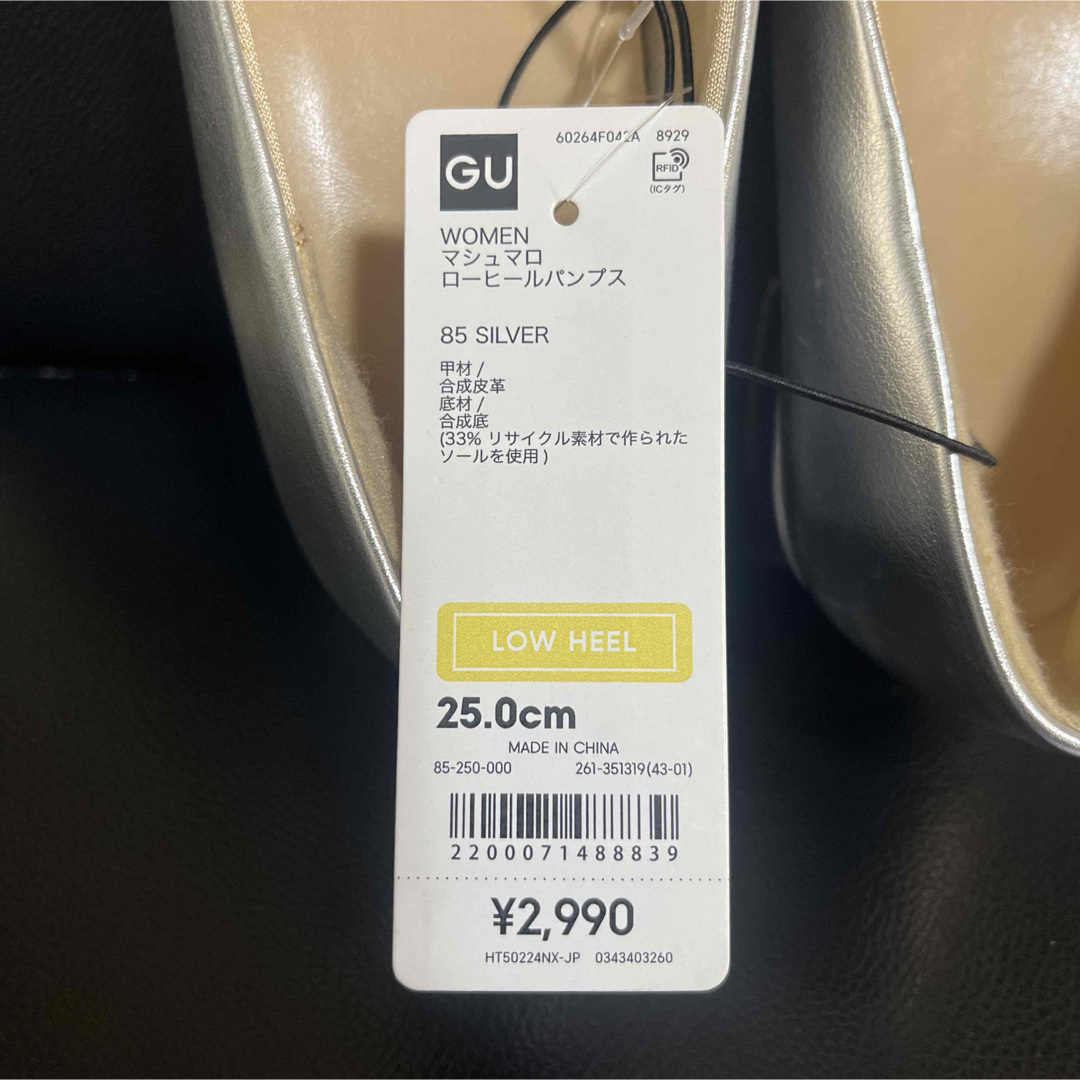 GU
60264F042A 8929
RFID
(ICタグ)
WOMEN
マシュマロ
ローヒールパンプス
85 SILVER
甲材 /
合成皮革
底材 /
合成底
(33% リサイクル素材で作られた
ソールを使用 )
LOW HEEL
25.0cm
MADE IN CHINA
85-250-000 261-351319(43-01)
2200071488839
¥2,990
HT50224NX-JP 0343403260